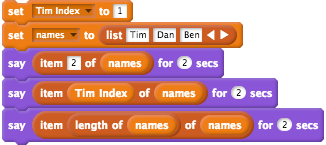 set Tim Index to 1
set names to list Tim Dan Ben
say item 2 of names for 2 secs
say item Tim Index of names for 2 secs
say item length of names of names for 2 secs